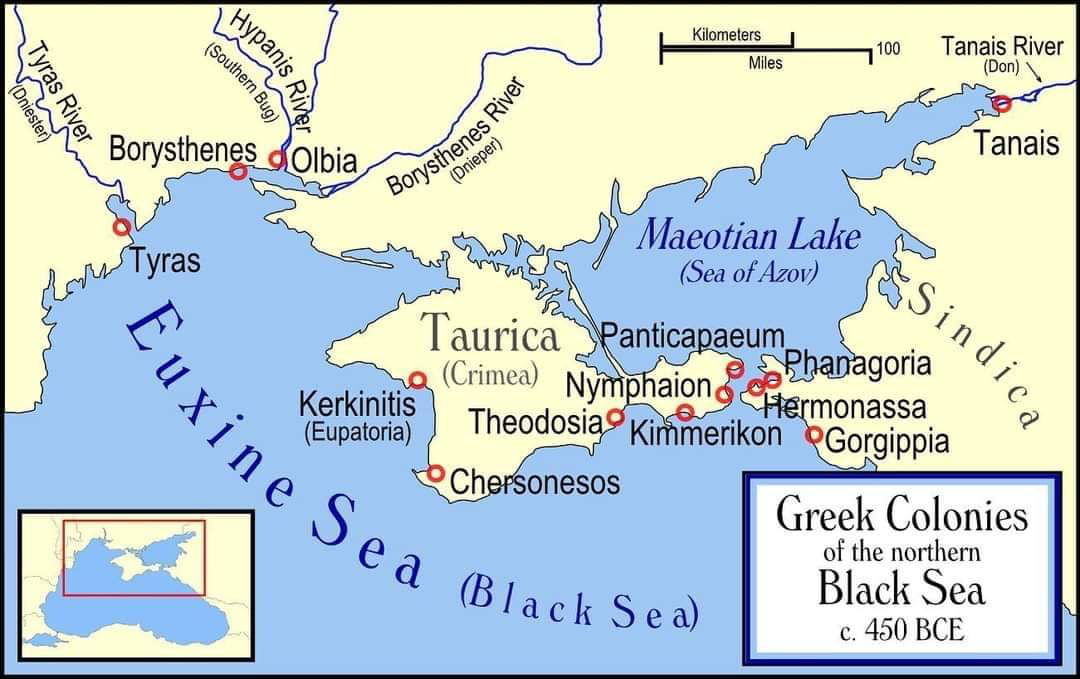 Kilometers
100
Miles
Tanais River
(Don)
Tanais
Tyras River
(Dniester)
Hypanis River
(Southern Bug)
Borysthenes River
(Dnieper)
Borysthenes
Olbia
Tyras
Maeotian Lake
(Sea of Azov)
Sindica
Taurica
(Crimea)
Panticapaeum
Phanagoria
Nymphaion
Hermonassa
Kerkinitis
(Eupatoria)
Theodosia
Kimmerikon
Gorgippia
Chersonesos
Euxine Sea
(Black Sea)
Greek Colonies
of the northern
Black Sea
c. 450 BCE